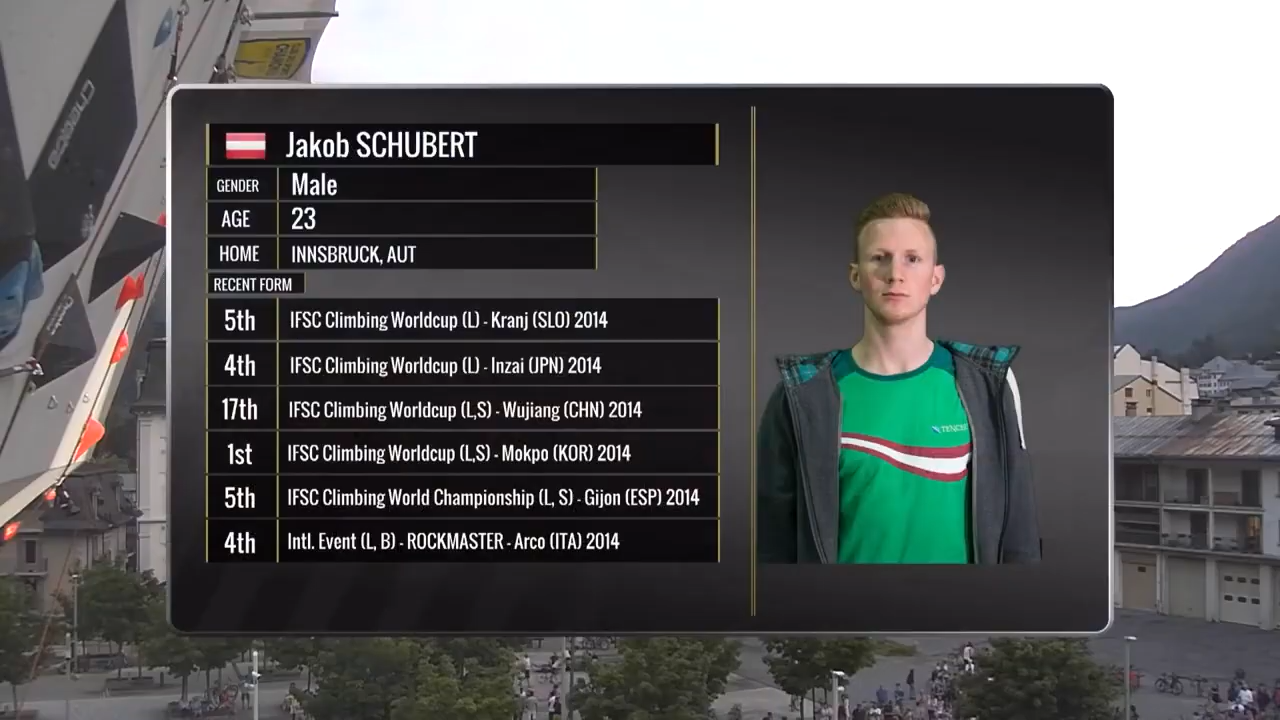 Jakob SCHUBERT
GENDER Male
AGE 23
HOME INNSBRUCK, AUT
RECENT FORM
5th IFSC Climbing Worldcup (L) - Kranj (SLO) 2014
4th IFSC Climbing Worldcup (L) - Inzai (JPN) 2014
17th IFSC Climbing Worldcup (L,S) - Wujiang (CHN) 2014
1st IFSC Climbing Worldcup (L,S) - Mokpo (KOR) 2014
5th IFSC Climbing World Championship (L, S) - Gijon (ESP) 2014
4th Intl. Event (L, B) - ROCKMASTER - Arco (ITA) 2014